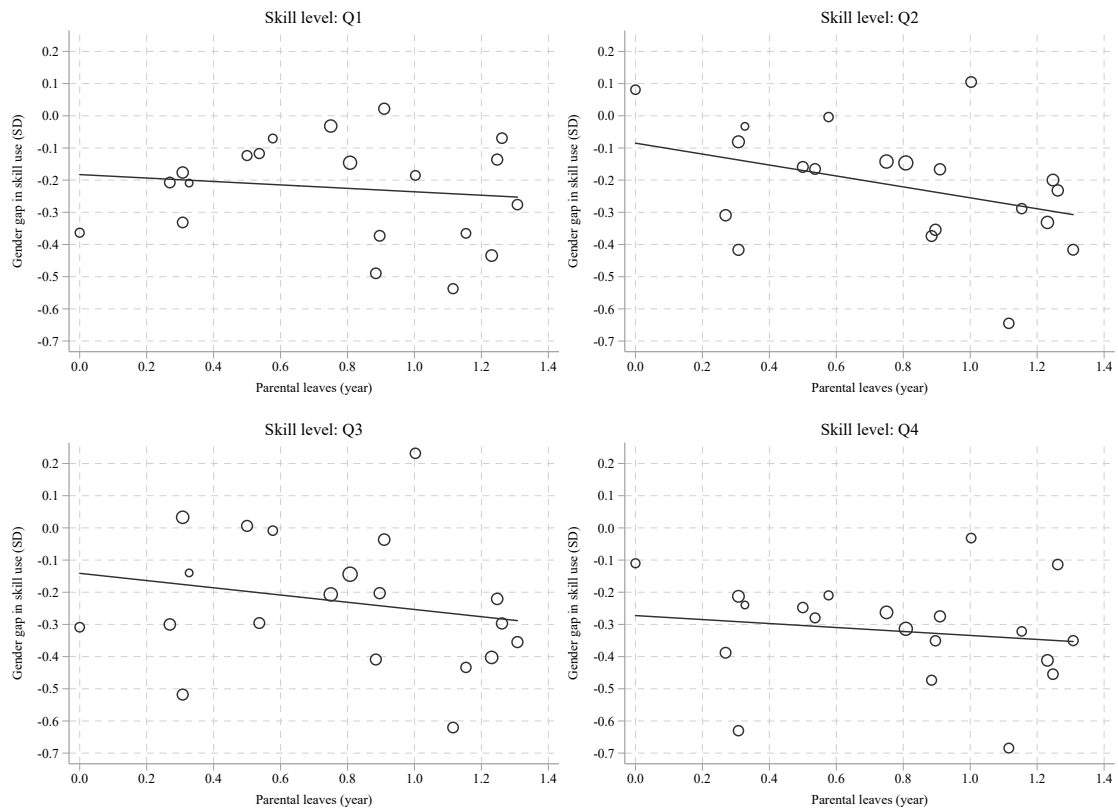 Skill level: Q1
Gender gap in skill use (SD)
0.2
0.1
0.0
-0.1
-0.2
-0.3
-0.4
-0.5
-0.6
-0.7
0.0 0.2 0.4 0.6 0.8 1.0 1.2 1.4
Parental leaves (year)
Skill level: Q2
Gender gap in skill use (SD)
0.2
0.1
0.0
-0.1
-0.2
-0.3
-0.4
-0.5
-0.6
-0.7
0.0 0.2 0.4 0.6 0.8 1.0 1.2 1.4
Parental leaves (year)
Skill level: Q3
Gender gap in skill use (SD)
0.2
0.1
0.0
-0.1
-0.2
-0.3
-0.4
-0.5
-0.6
-0.7
0.0 0.2 0.4 0.6 0.8 1.0 1.2 1.4
Parental leaves (year)
Skill level: Q4
Gender gap in skill use (SD)
0.2
0.1
0.0
-0.1
-0.2
-0.3
-0.4
-0.5
-0.6
-0.7
0.0 0.2 0.4 0.6 0.8 1.0 1.2 1.4
Parental leaves (year)